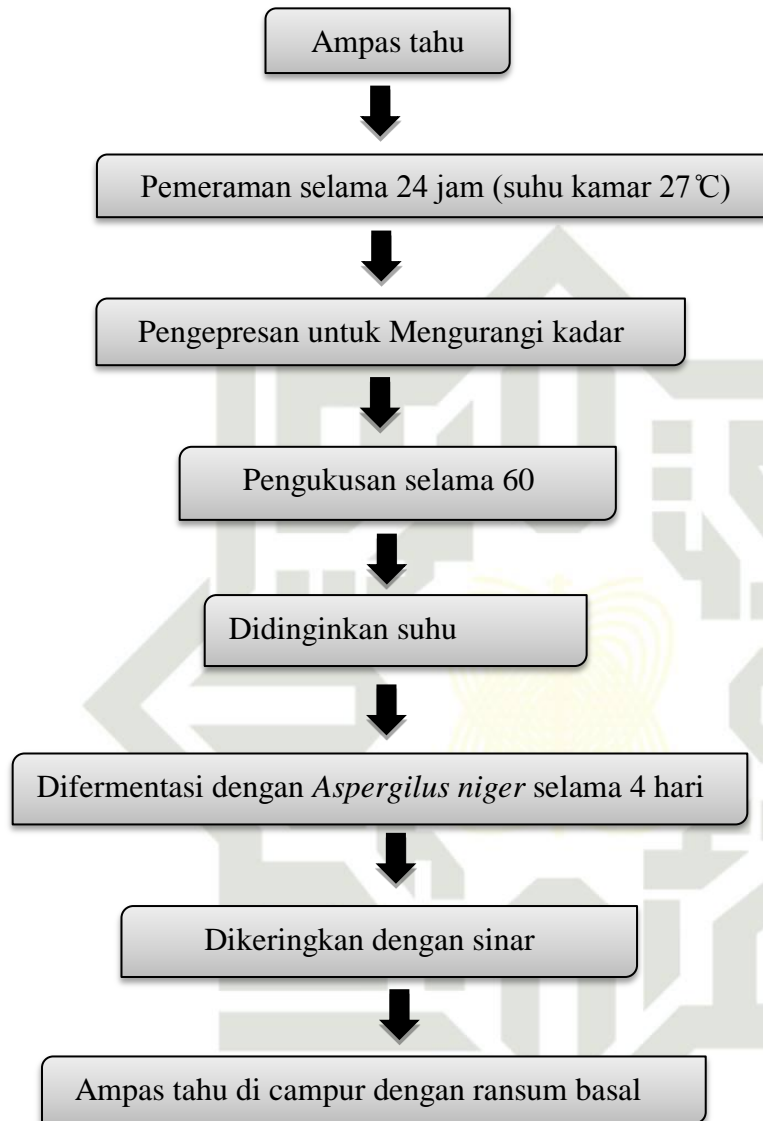 Ampas tahu
Pemeraman selama 24 jam (suhu kamar 27℃)
Pengepresan untuk Mengurangi kadar
Pengukusan selama 60
Didinginkan suhu
Difermentasi dengan Aspergilus niger selama 4 hari
Dikeringkan dengan sinar
Ampas tahu di campur dengan ransum basal